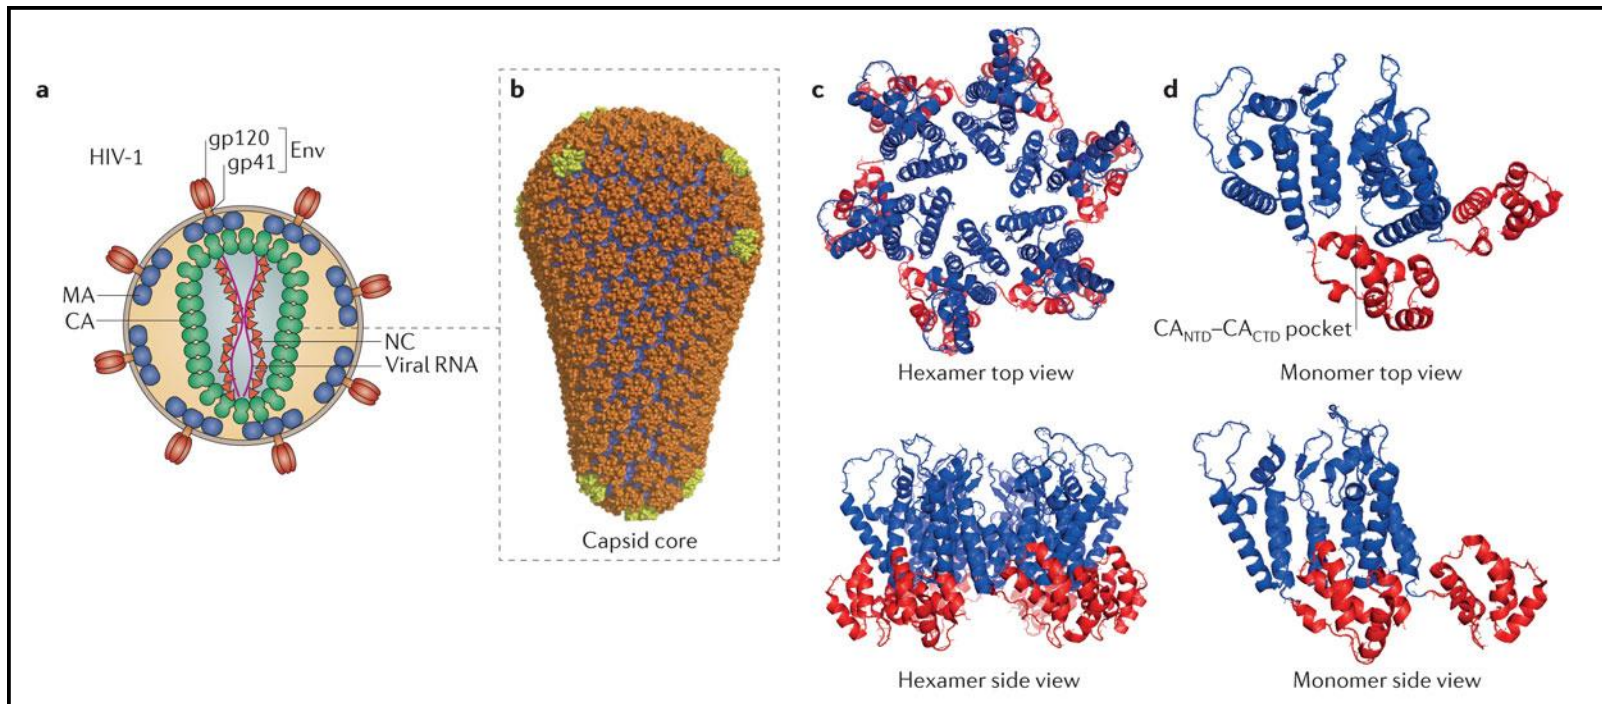 a
HIV-1
gp120
gp41
Env
MA
CA
NC
Viral RNA
b
Capsid core
c
Hexamer top view
Hexamer side view
d
CANTD–CACTD pocket
Monomer top view
Monomer side view